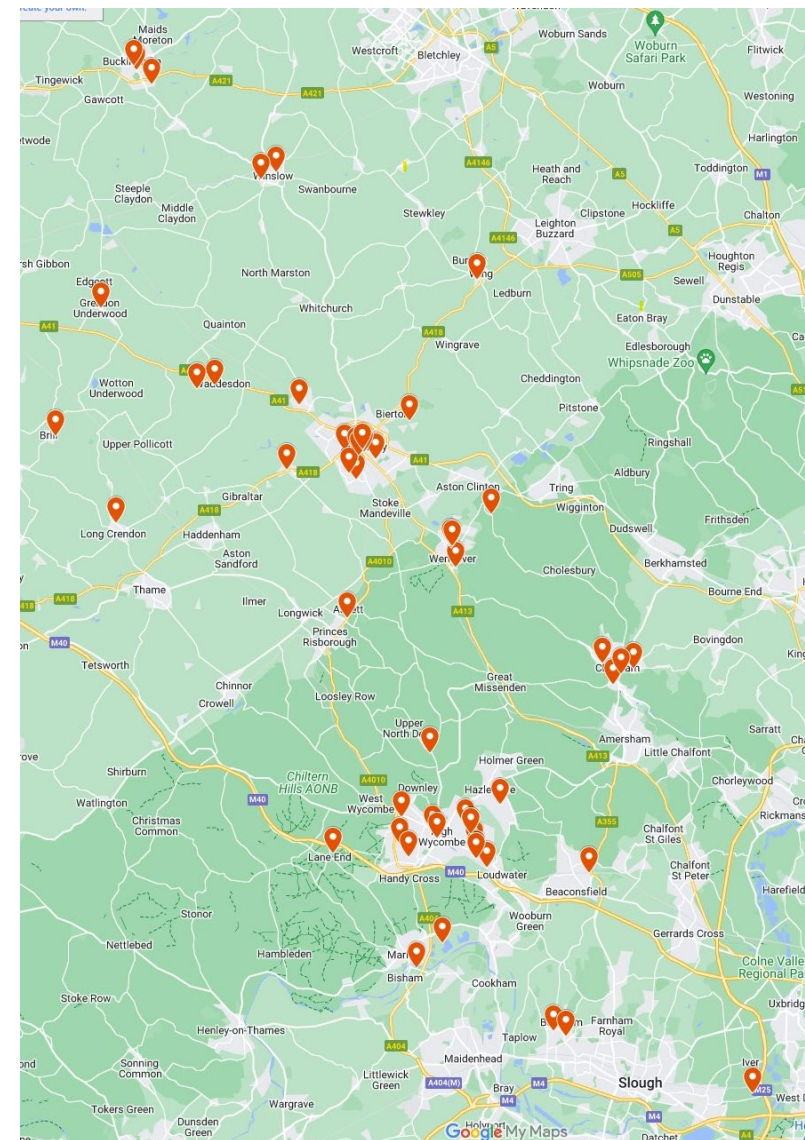 create your own.
Maids
Moreton
Woburn Sands
Westcroft
Bletchley
A5
Woburn
Safari Park
Flitwick
Tingewick
A421
Gawcott
A421
Woburn
Westoning
Harlington
A4146
Heath and
Reach
A5
Toddington
M1
Steeple
Claydon
Swanbourne
Middle
Claydon
Stewkley
Clipstone
Hockliffe
A5
Chalton
Leighton
Buzzard
A4146
Houghton
Regis
North Marston
A505
Sewell
Ledburn
Dunstable
Underwood
Whitchurch
Eaton Bray
A41
Quainton
A418
Wingrave
Edlesborough
Whipsnade Zoo
Wotton
Underwood
Cheddington
A41
Pitstone
Upper Pollicott
Ringshall
A41
A418
Aldbury
Gibraltar
Aston Clinton
Tring
Wigginton
A418
Stoke
Mandeville
Frithsden
Long Crendon
Haddenham
Dudswell
Aston
Sandford
A4010
Cholesbury
Berkhamsted
Thame
Bourne End
A418
Ilmer
Longwick
A413
Princes
Risborough
Bovingdon
M40
Tetsworth
Chinnor
Great
Missenden
Crowell
Loosley Row
Sarratt
Upper
Amersham
Little Chalfont
A413
Shirburn
Holmer Green
Chiltern
Hills AONB
A4010
Downley
Chorleywood
M40
West
Wycombe
Watlington
Christmas
Common
A355
Chalfont
St Giles
Wycombe
Lane End
Chalfont
St Peter
Handy Cross
M40
Loudwater
Beaconsfield
Stonor
Wooburn
Green
Gerrards Cross
Nettlebed
Hambleden
Bisham
Cookham
Stoke Row
Henley-on-Thames
Farnham
Royal
Taplow
A404
Maidenhead
Iver
Sonning
Common
Littlewick
Green
A404(M)
Bray
M4
Slough
M25
Wargrave
M4
Tokers Green
Dunsden
Green
M4
A4
Google My Maps